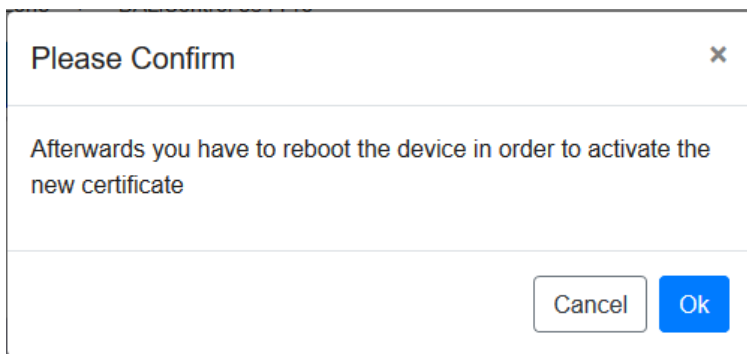 Please Confirm
×
Afterwards you have to reboot the device in order to activate the
new certificate
Cancel
Ok